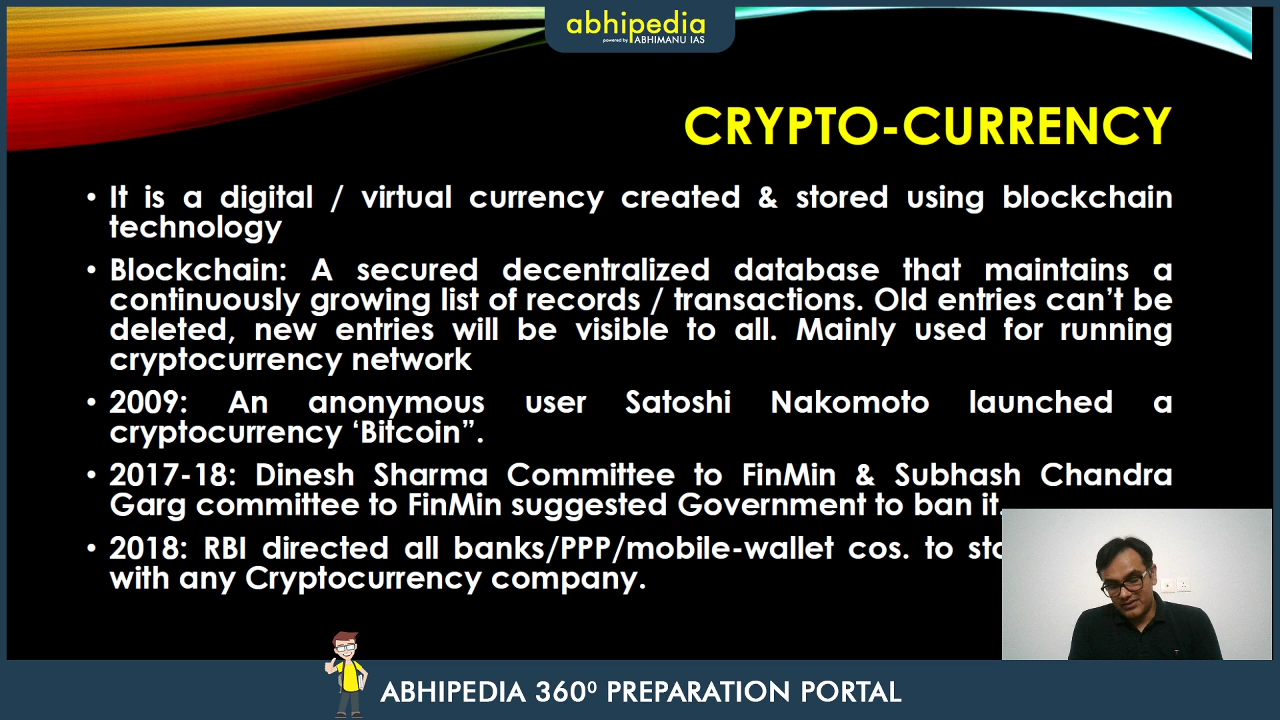 abhipedia
powered by ABHIMANU IAS
CRYPTO-CURRENCY
• It is a digital / virtual currency created & stored using blockchain
technology
• Blockchain: A secured decentralized database that maintains a
continuously growing list of records / transactions. Old entries can’t be
deleted, new entries will be visible to all. Mainly used for running
cryptocurrency network
• 2009: An anonymous user Satoshi Nakomoto launched a
cryptocurrency ‘Bitcoin”.
• 2017-18: Dinesh Sharma Committee to FinMin & Subhash Chandra
Garg committee to FinMin suggested Government to ban it.
• 2018: RBI directed all banks/PPP/mobile-wallet cos. to
with any Cryptocurrency company.
ABHIPEDIA 360⁰ PREPARATION PORTAL